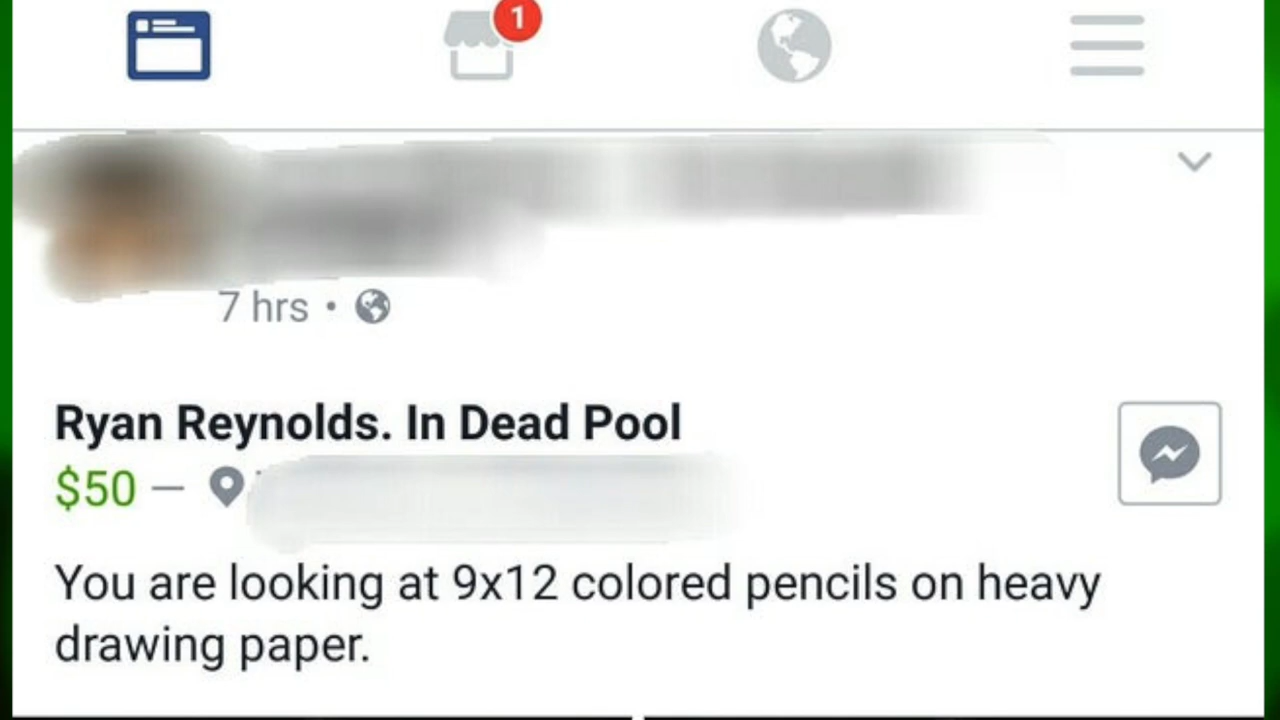 1
7 hrs •
Ryan Reynolds. In Dead Pool
$50 —
You are looking at 9x12 colored pencils on heavy
drawing paper.